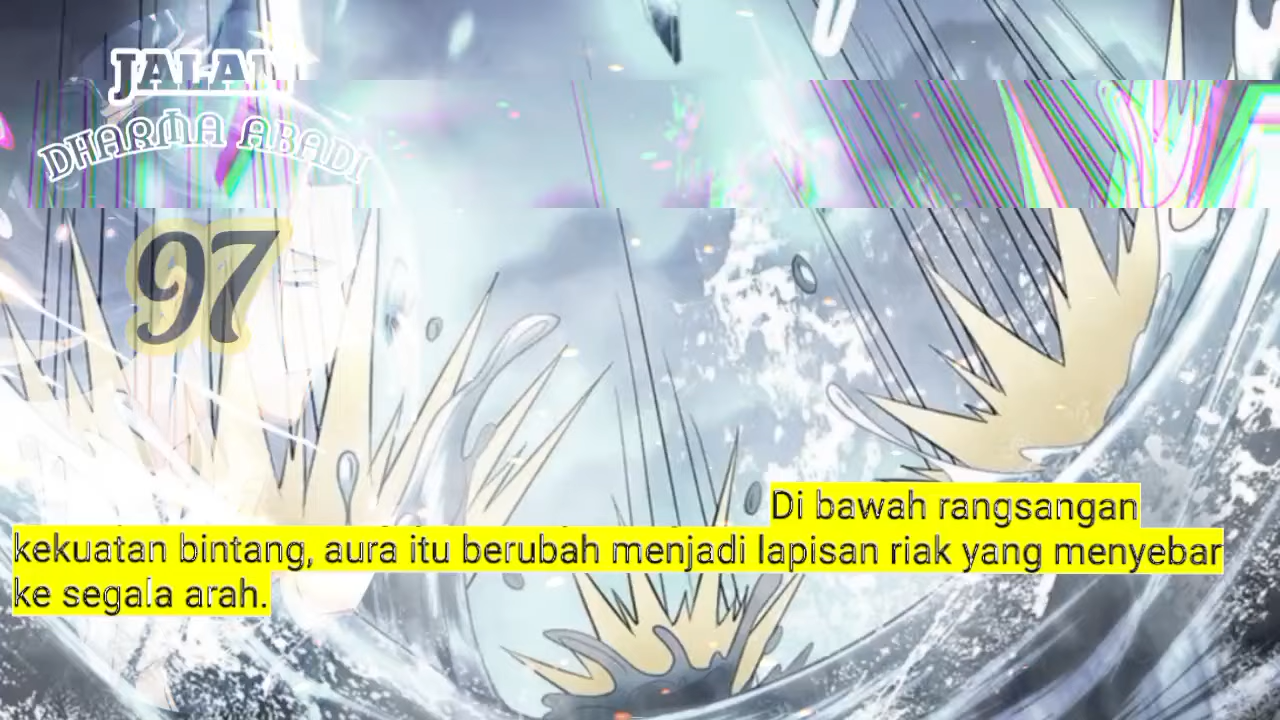 JALAN
DHARMA ABADI
97
Di bawah rangsangan
kekuatan bintang, aura itu berubah menjadi lapisan riak yang menyebar
ke segala arah.